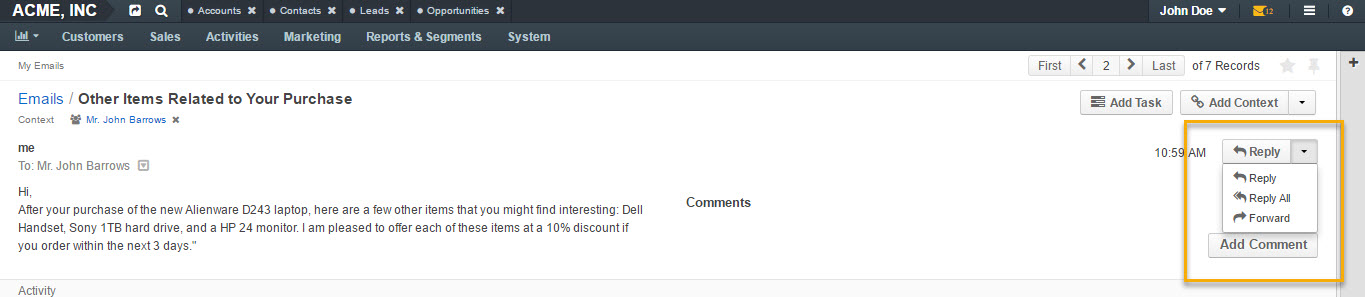 ACME, INC Accounts Contacts Leads Opportunities John Doe 12
Customers Sales Activities Marketing Reports & Segments System
My Emails First 2 Last of 7 Records
Emails / Other Items Related to Your Purchase Add Task Add Context
Context Mr. John Barrows
me 10:59 AM Reply
To: Mr. John Barrows
Reply
Reply All
Forward
Hi,
After your purchase of the new Alienware D243 laptop, here are a few other items that you might find interesting: Dell
Handset, Sony 1TB hard drive, and a HP 24 monitor. I am pleased to offer each of these items at a 10% discount if
you order within the next 3 days."
Comments
Add Comment
Activity